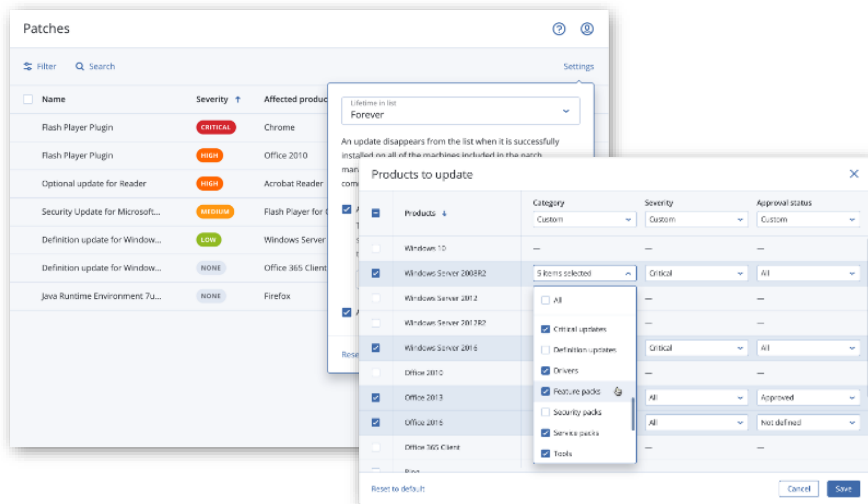 Patches
Filter Search Settings
Name Severity Affected produc
Flash Player Plugin CRITICAL Chrome
Flash Player Plugin HIGH Office 2010
Optional update for Reader HIGH Acrobat Reader
Security Update for Microsoft... MEDIUM Flash Player for
Definition update for Window... LOW Windows Server
Definition update for Window... NONE Office 365 Client
Java Runtime Environment 7u... NONE Firefox
Lifetime in list
Forever
An update disappears from the list when it is successfully
installed on all of the machines included in the patch
Products to update
Category Severity Approval status
Products Custom Custom Custom
Windows 10 — — —
Windows Server 2008R2 5 items selected Critical All
Windows Server 2012 — —
Windows Server 2012R2 — —
Windows Server 2016 Critical All
Office 2010 — —
Office 2013 All Approved
Office 2016 All Not defined
Office 365 Client — —
All
Critical updates
Definition updates
Drivers
Feature packs
Security packs
Service packs
Tools
Reset to default Cancel Save